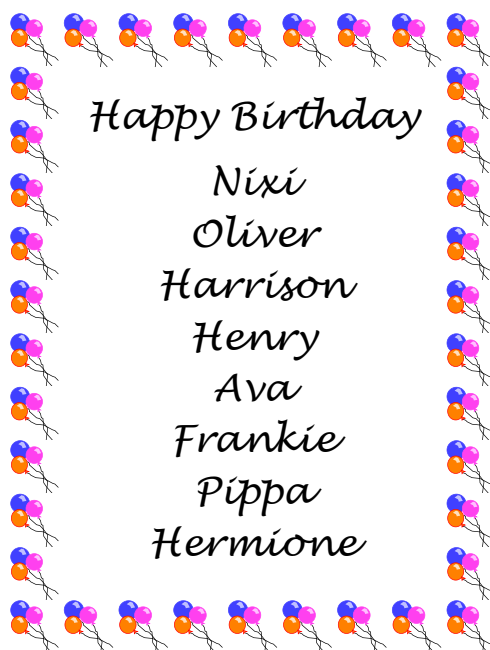 Happy Birthday
Nixi
Oliver
Harrison
Henry
Ava
Frankie
Pippa
Hermione